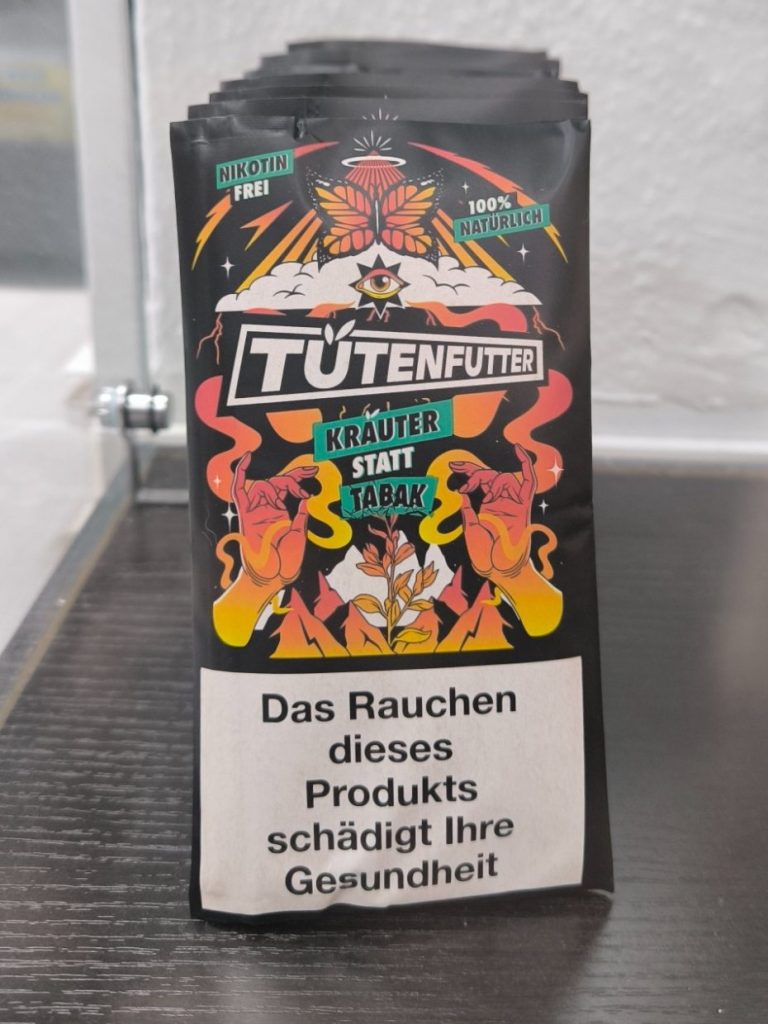 NIKOTIN
FREI
100%
NATÜRLICH
TÜTENFUTTER
KRÄUTER
STATT
TABAK
Das Rauchen
dieses
Produkts
schädigt Ihre
Gesundheit